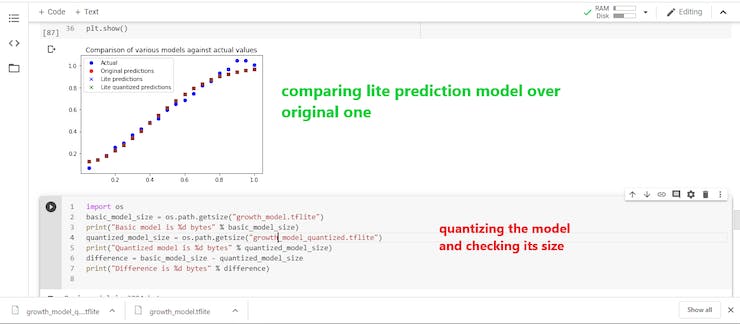 + Code + Text
RAM
Disk
Editing
[87]
36 plt.show()
Comparison of various models against actual values
Actual
Original predictions
Lite predictions
Lite quantized predictions
1.0
0.8
0.6
0.4
0.2
0.2 0.4 0.6 0.8 1.0
comparing lite prediction model over
original one
1 import os
2 basic_model_size = os.path.getsize("growth_model.tflite")
3 print("Basic model is %d bytes" % basic_model_size)
4 quantized_model_size = os.path.getsize("growth_model_quantized.tflite")
5 print("Quantized model is %d bytes" % quantized_model_size)
6 difference = basic_model_size - quantized_model_size
7 print("Difference is %d bytes" % difference)
8
quantizing the model
and checking its size
growth_model_q....tflite
growth_model.tflite
Show all